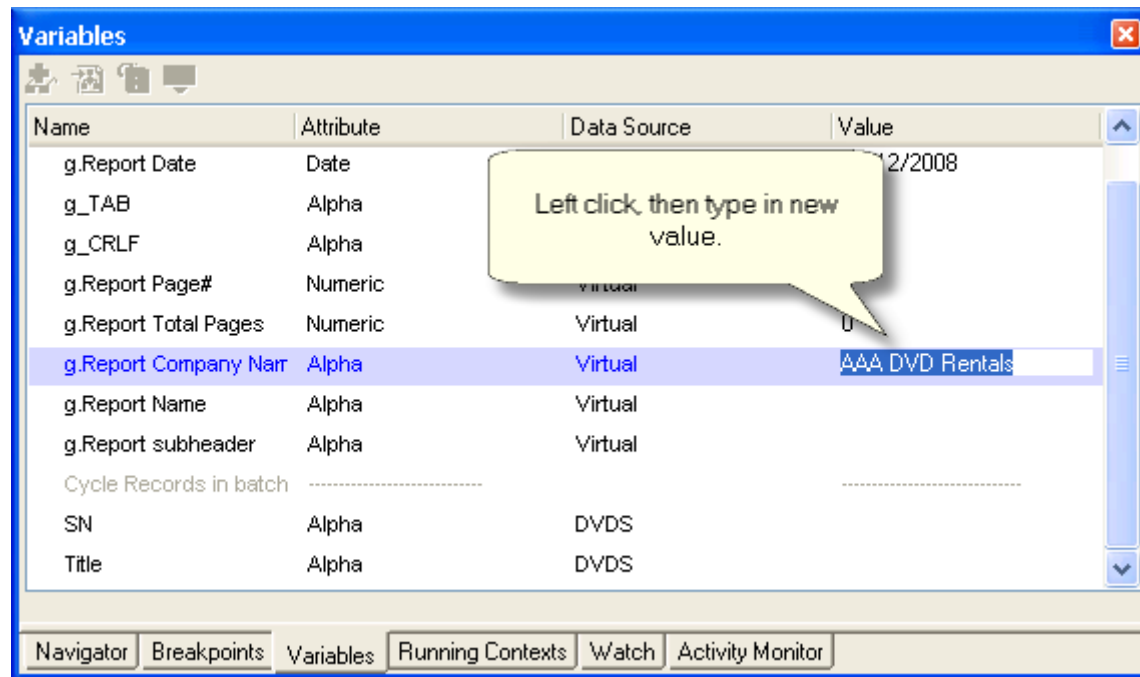 Variables
Name Attribute Data Source Value
g.Report Date Date 12/2008
g_TAB Alpha
g_CRLF Alpha
Left click, then type in new
value.
g.Report Page# Numeric Virtual
g.Report Total Pages Numeric Virtual 0
g.Report Company Nam Alpha Virtual AAA DVD Rentals
g.Report Name Alpha Virtual
g.Report subheader Alpha Virtual
Cycle Records in batch
SN Alpha DVDS
Title Alpha DVDS
Navigator Breakpoints Variables Running Contexts Watch Activity Monitor